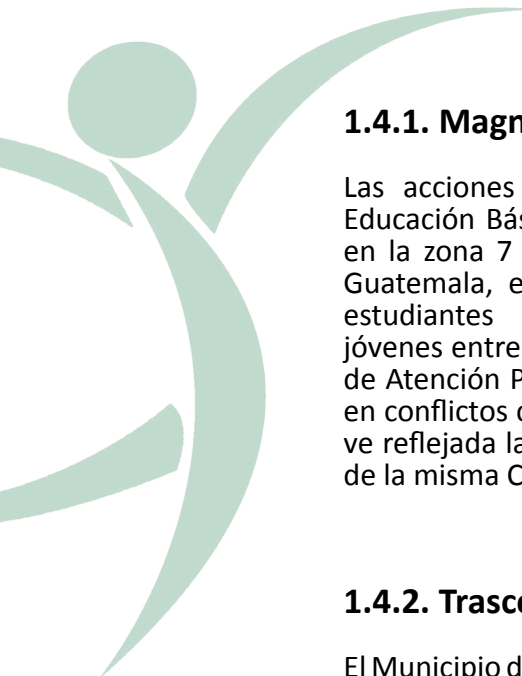 1.4.1. Magn
Las acciones
Educación Bás
en la zona 7
Guatemala, e
estudiantes
jóvenes entre
de Atención P
en conflictos
ve reflejada la
de la misma C
1.4.2. Trasc
El Municipio d